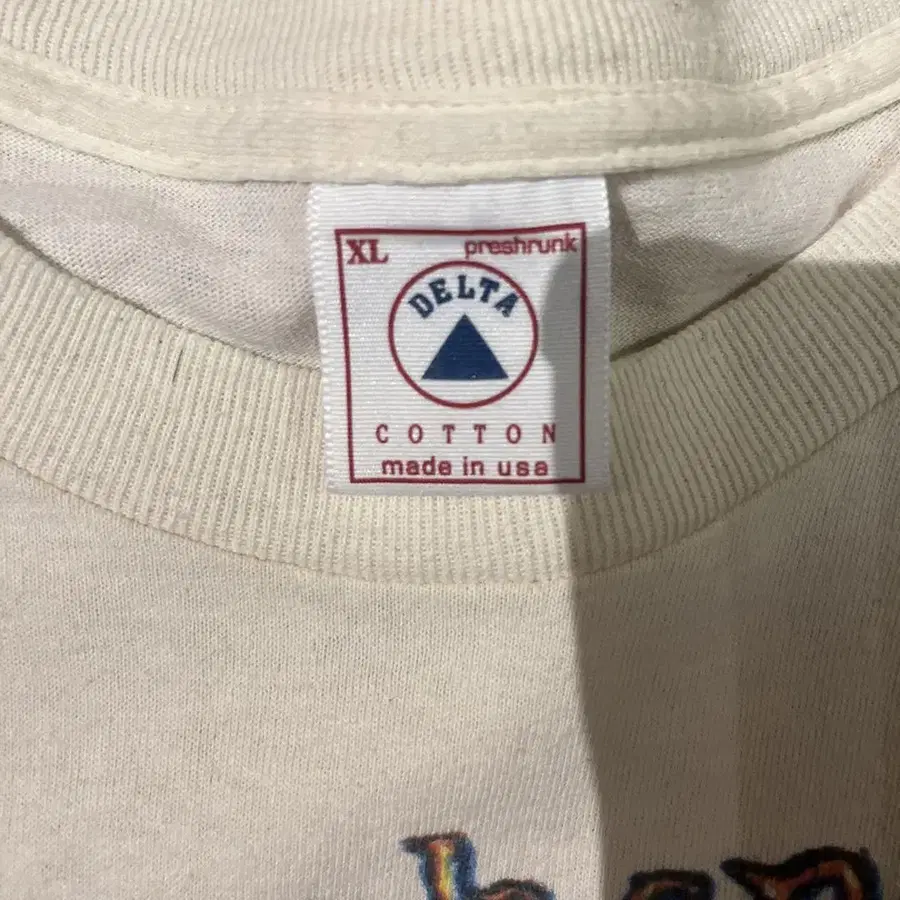 XL preshrunk
DELTA
COTTON
made in usa